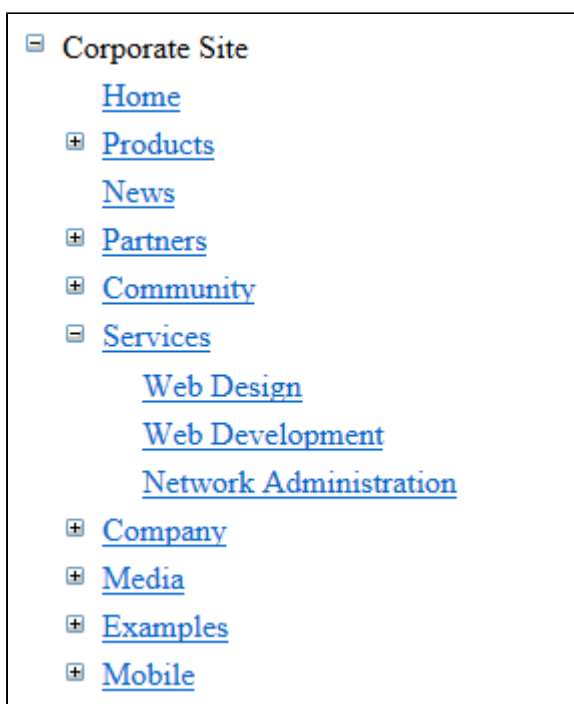 Corporate Site
Home
Products
News
Partners
Community
Services
Web Design
Web Development
Network Administration
Company
Media
Examples
Mobile